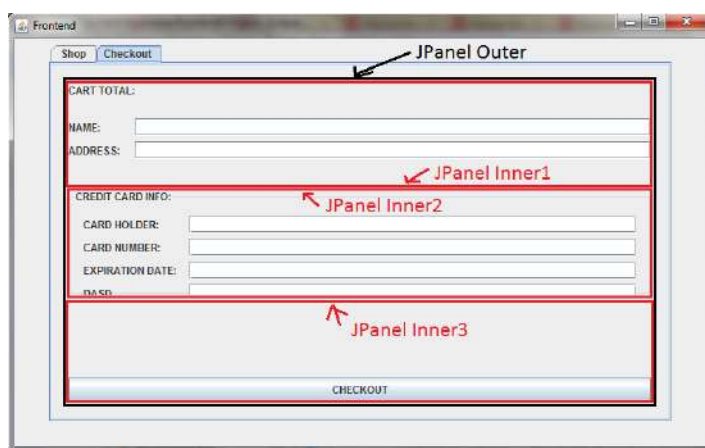 Frontend
Shop Checkout
JPanel Outer
CART TOTAL:
NAME:
ADDRESS:
JPanel Inner1
CREDIT CARD INFO:
JPanel Inner2
CARD HOLDER:
CARD NUMBER:
EXPIRATION DATE:
DASD
JPanel Inner3
CHECKOUT